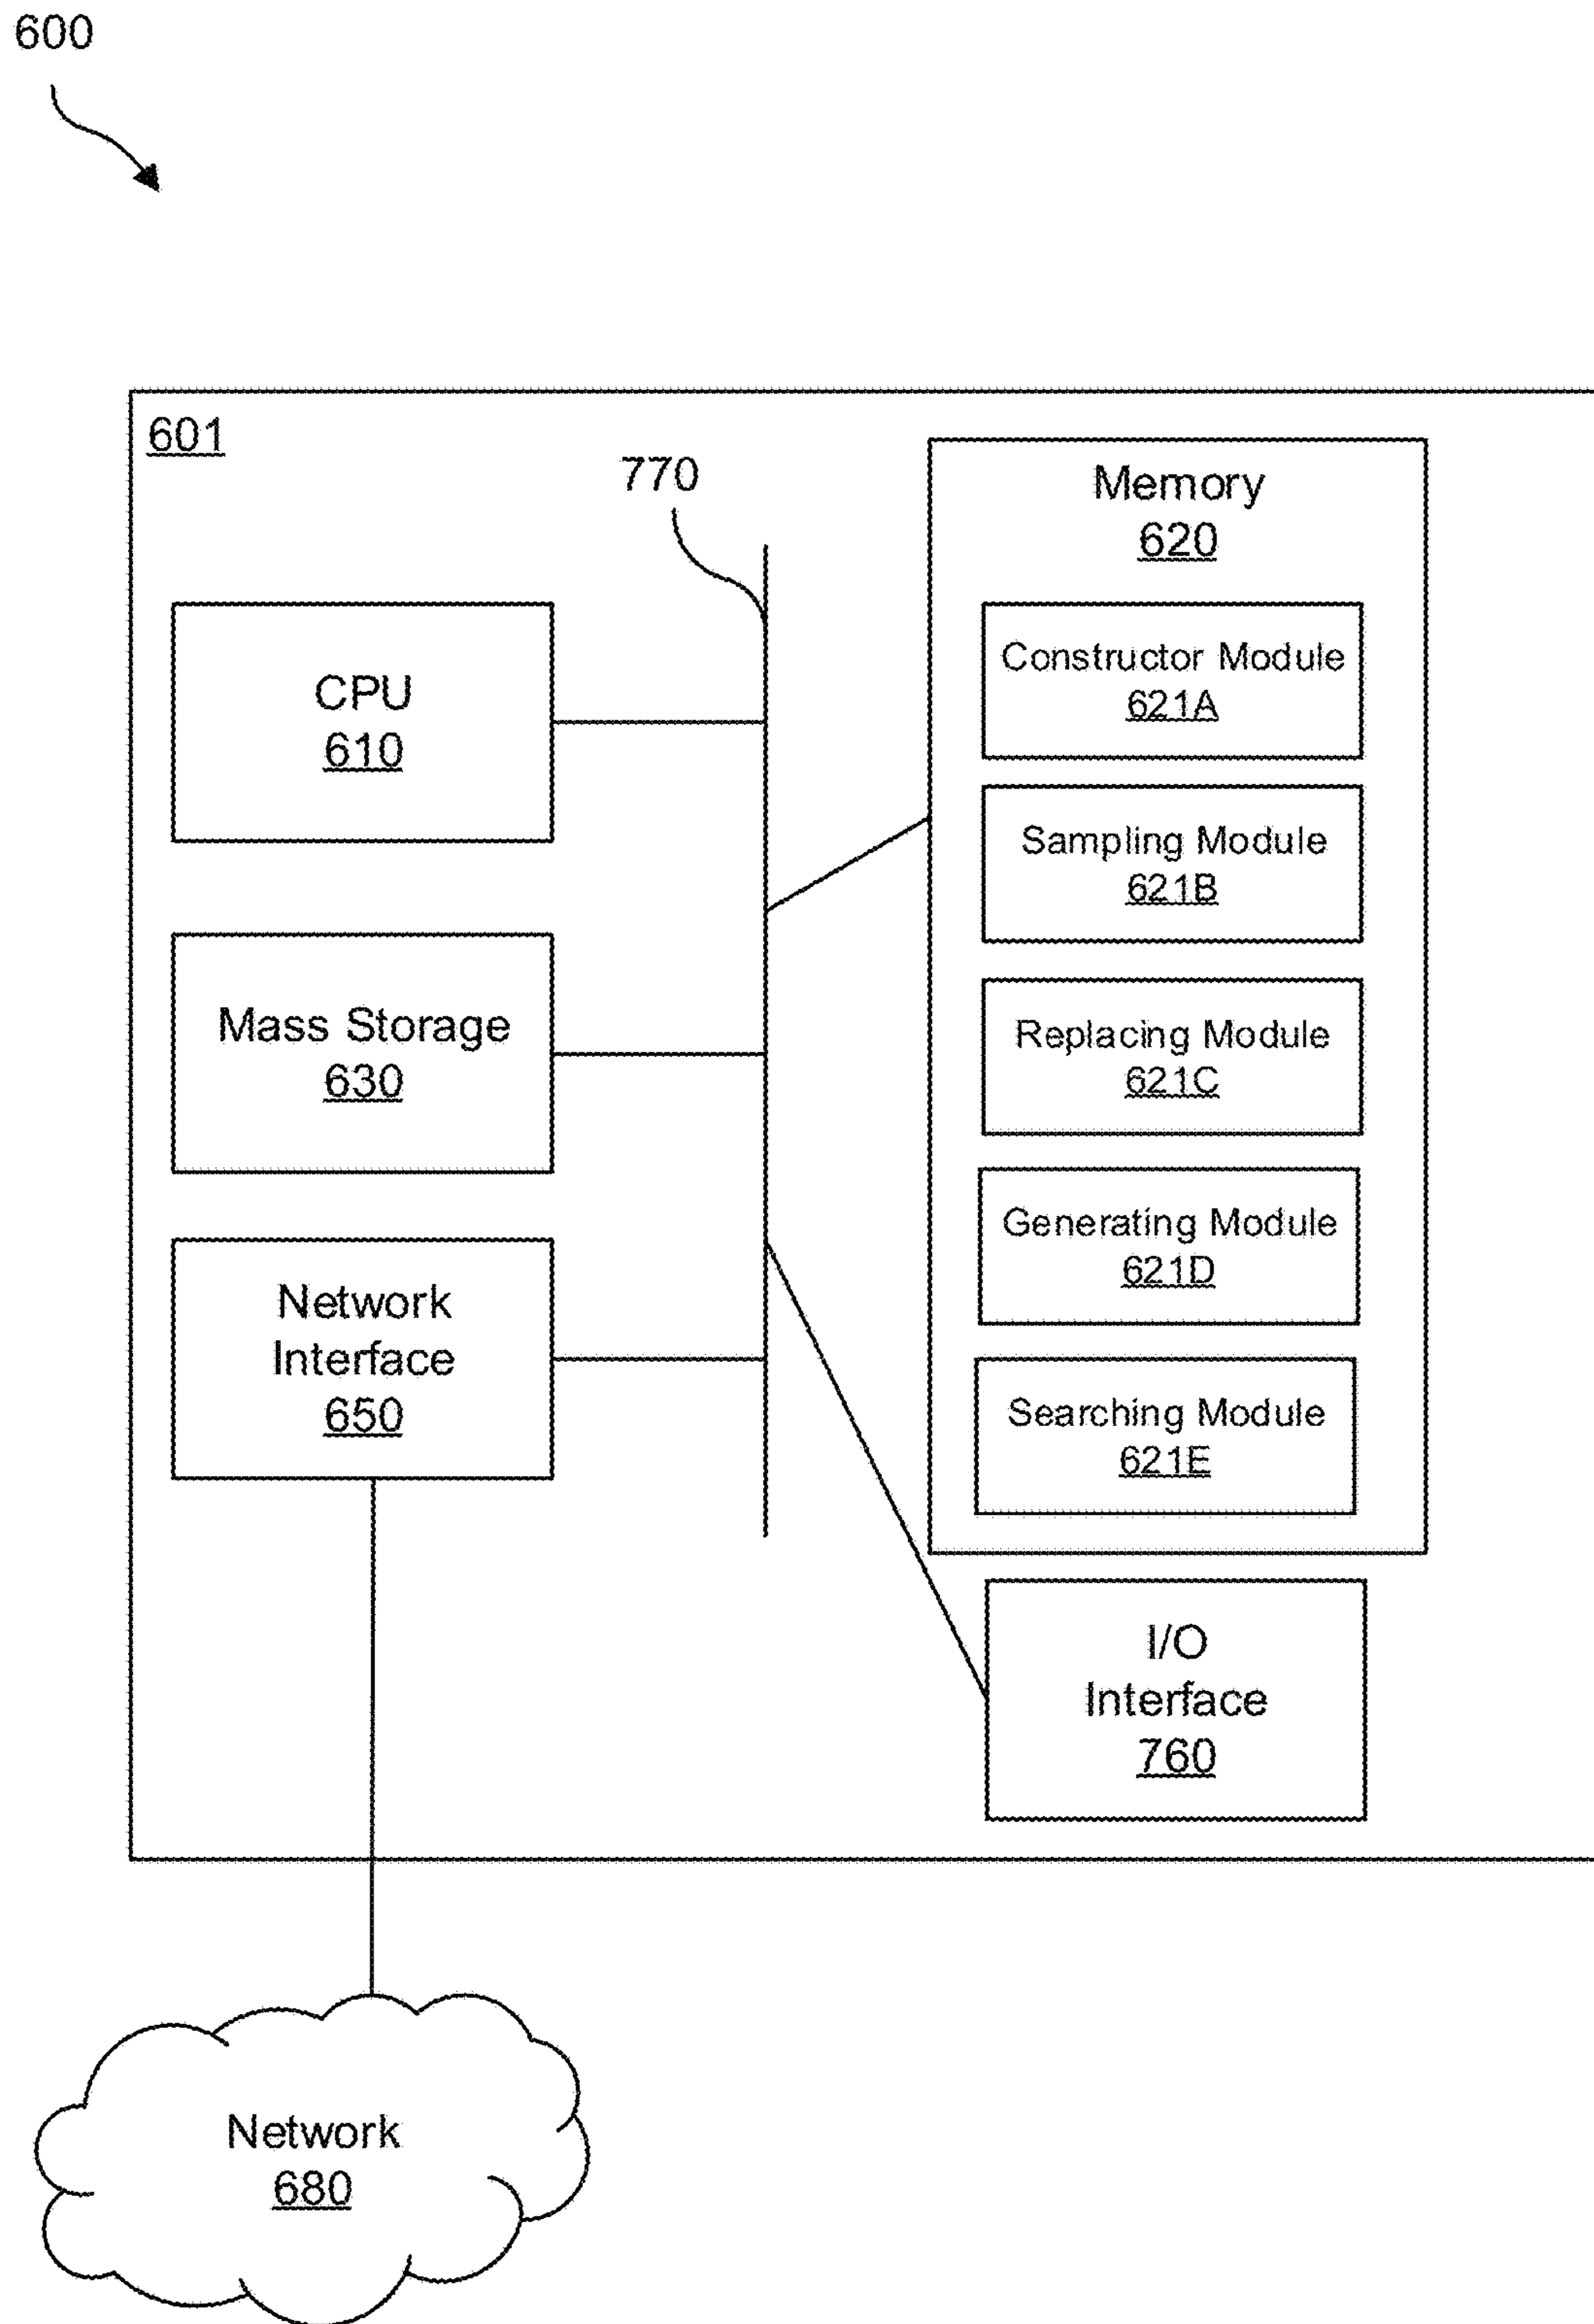 600
601
770
CPU
610
Mass Storage
630
Network
Interface
650
Memory
620
Constructor Module
621A
Sampling Module
621B
Replacing Module
621C
Generating Module
621D
Searching Module
621E
I/O
Interface
760
Network
680